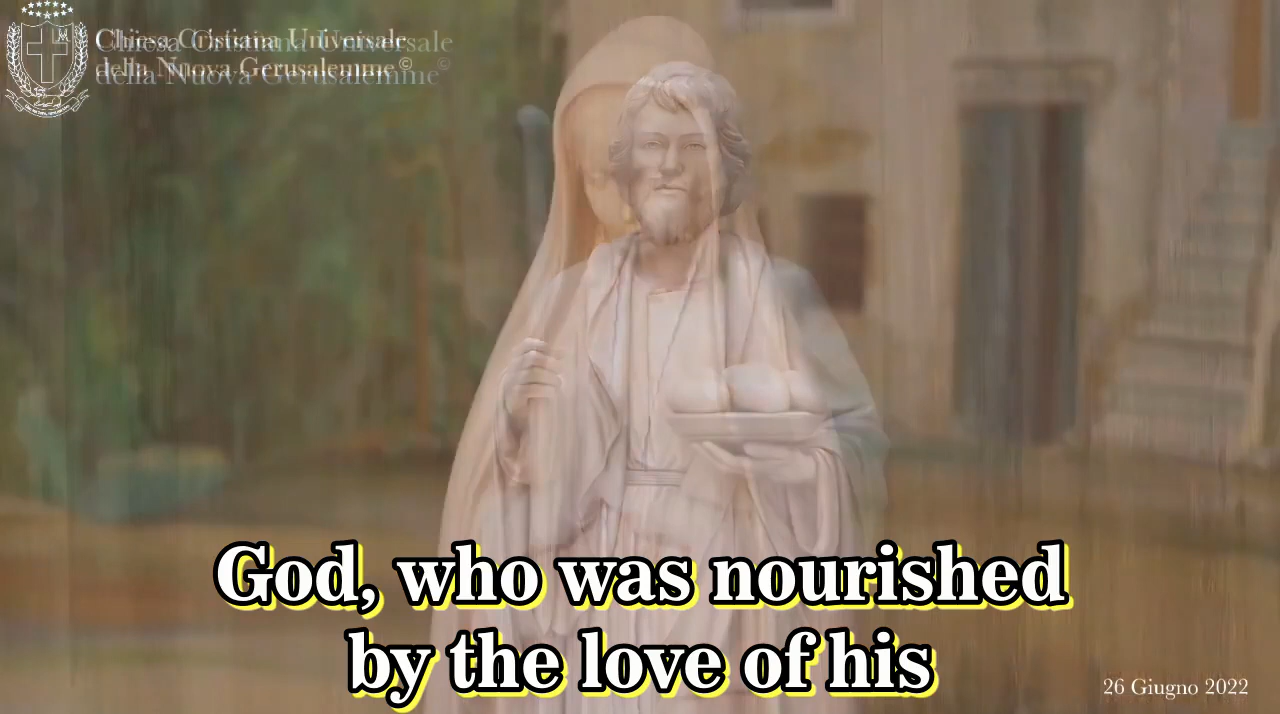 Chiesa Cristiana Universale
della Nuova Gerusalemme©
God, who was nourished
by the love of his
26 Giugno 2022